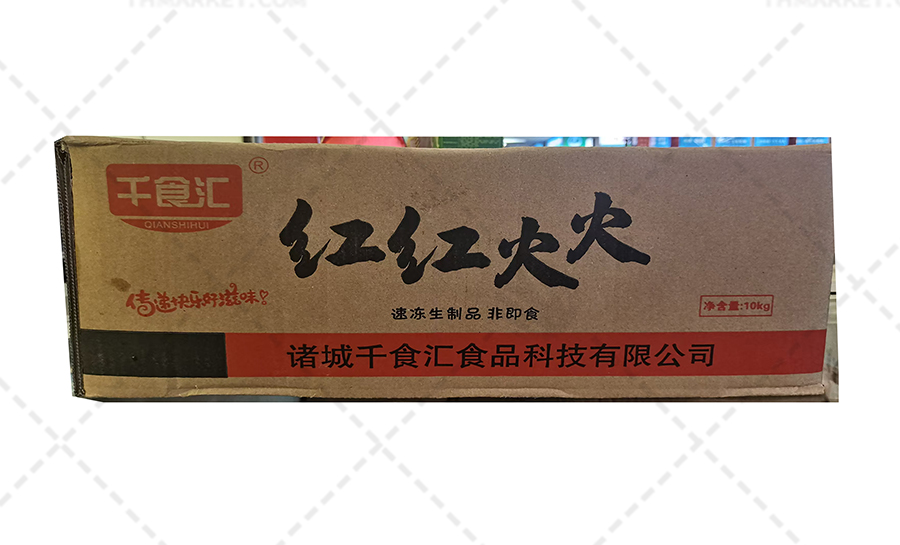 千食汇
®
QIANSHIHUI
红红火火
传递快乐好滋味
净含量:10kg
速冻生制品 非即食
诸城千食汇食品科技有限公司